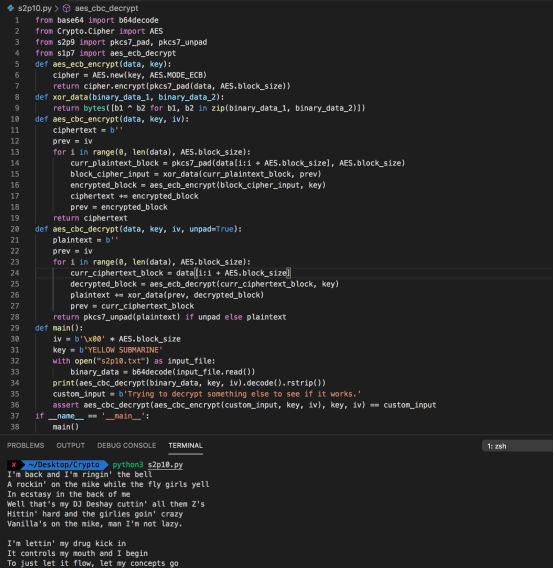 s2p10.py > aes_cbc_decrypt
1 from base64 import b64decode
2 from Crypto.Cipher import AES
3 from s2p9 import pkcs7_pad, pkcs7_unpad
4 from s1p7 import aes_ecb_decrypt
5 def aes_ecb_encrypt(data, key):
6 cipher = AES.new(key, AES.MODE_ECB)
7 return cipher.encrypt(pkcs7_pad(data, AES.block_size))
8 def xor_data(binary_data_1, binary_data_2):
9 return bytes([b1 ^ b2 for b1, b2 in zip(binary_data_1, binary_data_2)])
10 def aes_cbc_encrypt(data, key, iv):
11 ciphertext = b''
12 prev = iv
13 for i in range(0, len(data), AES.block_size):
14 curr_plaintext_block = pkcs7_pad(data[i:i + AES.block_size], AES.block_size)
15 block_cipher_input = xor_data(curr_plaintext_block, prev)
16 encrypted_block = aes_ecb_encrypt(block_cipher_input, key)
17 ciphertext += encrypted_block
18 prev = encrypted_block
19 return ciphertext
20 def aes_cbc_decrypt(data, key, iv, unpad=True):
21 plaintext = b''
22 prev = iv
23 for i in range(0, len(data), AES.block_size):
24 curr_ciphertext_block = data[i:i + AES.block_size]
25 decrypted_block = aes_ecb_decrypt(curr_ciphertext_block, key)
26 plaintext += xor_data(prev, decrypted_block)
27 prev = curr_ciphertext_block
28 return pkcs7_unpad(plaintext) if unpad else plaintext
29 def main():
30 iv = b'\x00' * AES.block_size
31 key = b'YELLOW SUBMARINE'
32 with open("s2p10.txt") as input_file:
33 binary_data = b64decode(input_file.read())
34 print(aes_cbc_decrypt(binary_data, key, iv).decode().rstrip())
35 custom_input = b'Trying to decrypt something else to see if it works.'
36 assert aes_cbc_decrypt(aes_cbc_encrypt(custom_input, key, iv), key, iv) == custom_input
37 if __name__ == '__main__':
38 main()
PROBLEMS OUTPUT DEBUG CONSOLE TERMINAL 1: zsh
✗ ~/Desktop/Crypto python3 s2p10.py
I'm back and I'm ringin' the bell
A rockin' on the mike while the fly girls yell
In ecstasy in the back of me
Well that's my DJ Deshay cuttin' all them Z's
Hittin' hard and the girlies goin' crazy
Vanilla's on the mike, man I'm not lazy.
I'm lettin' my drug kick in
It controls my mouth and I begin
To just let it flow, let my concepts go